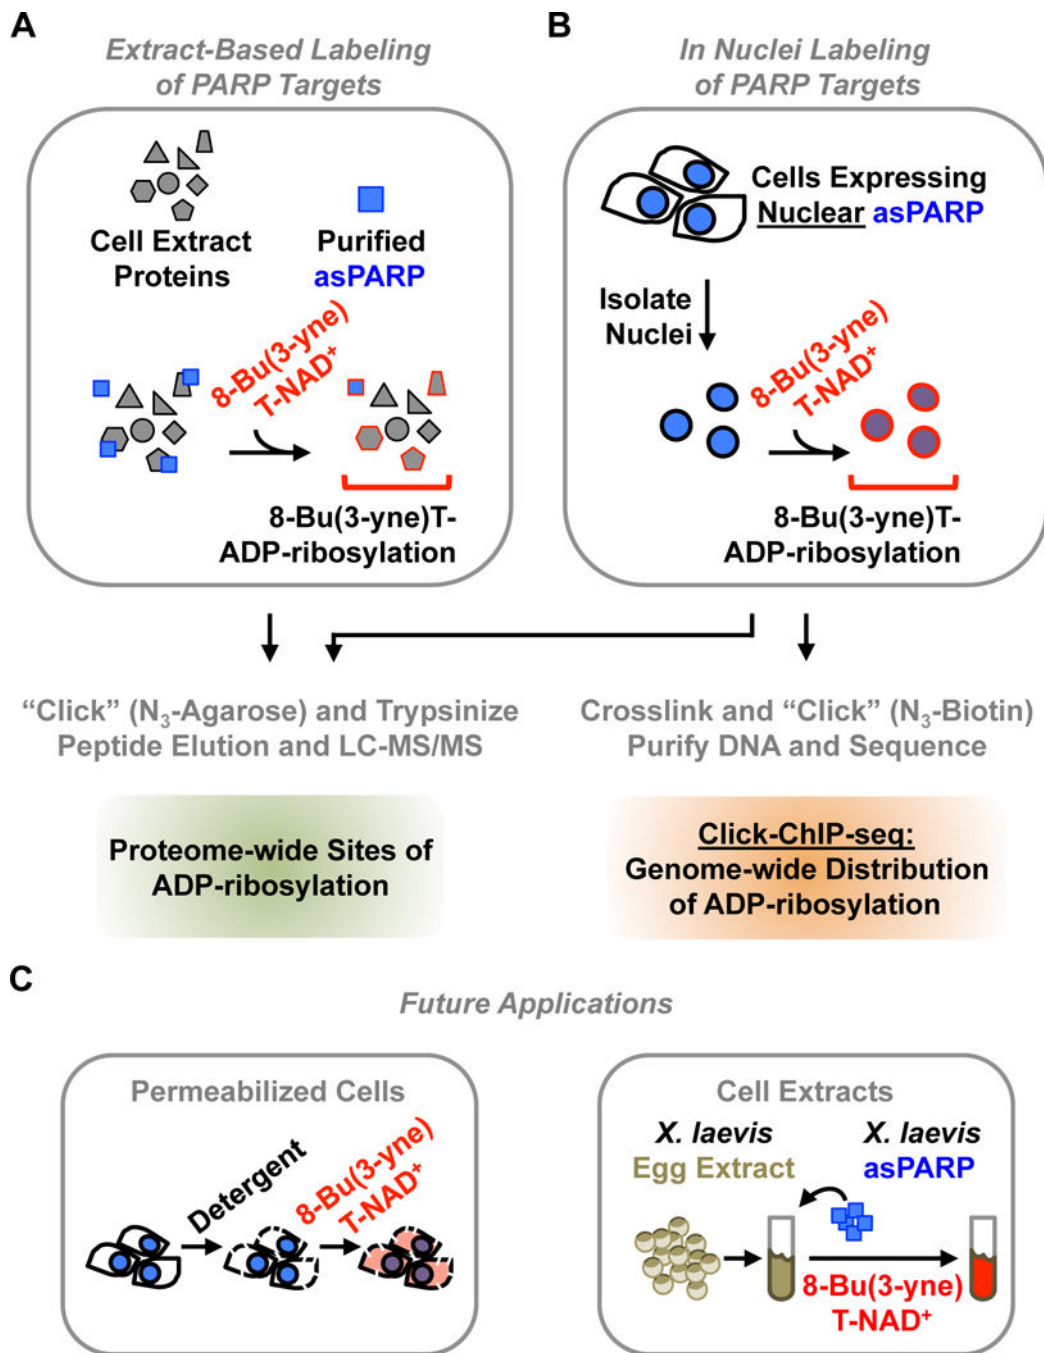 A
Extract-Based Labeling
of PARP Targets
Cell Extract
Proteins
Purified
asPARP
8-Bu(3-yne)
T-NAD⁺
8-Bu(3-yne)T-
ADP-ribosylation
B
In Nuclei Labeling
of PARP Targets
Cells Expressing
Nuclear asPARP
Isolate
Nuclei
8-Bu(3-yne)
T-NAD⁺
8-Bu(3-yne)T-
ADP-ribosylation
“Click” (N₃-Agarose) and Trypsinize
Peptide Elution and LC-MS/MS
Proteome-wide Sites of
ADP-ribosylation
Crosslink and “Click” (N₃-Biotin)
Purify DNA and Sequence
Click-ChIP-seq:
Genome-wide Distribution
of ADP-ribosylation
C
Future Applications
Permeabilized Cells
Detergent
8-Bu(3-yne)
T-NAD⁺
Cell Extracts
X. laevis
Egg Extract
X. laevis
asPARP
8-Bu(3-yne)
T-NAD⁺